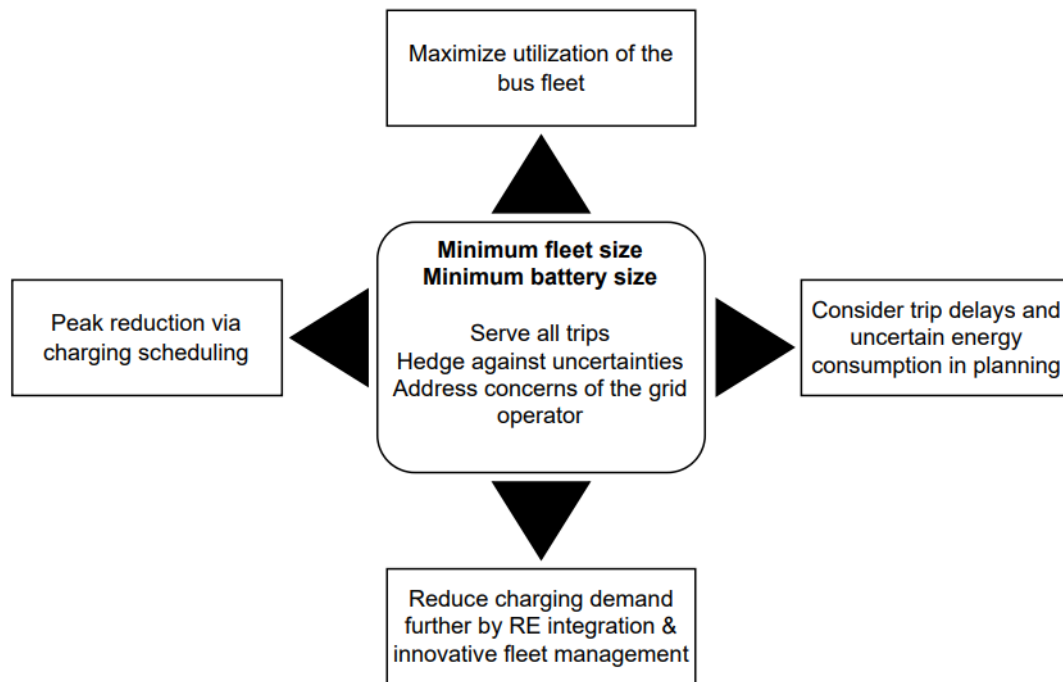 Maximize utilization of the
bus fleet
Minimum fleet size
Minimum battery size
Serve all trips
Hedge against uncertainties
Address concerns of the grid
operator
Peak reduction via
charging scheduling
Consider trip delays and
uncertain energy
consumption in planning
Reduce charging demand
further by RE integration &
innovative fleet management